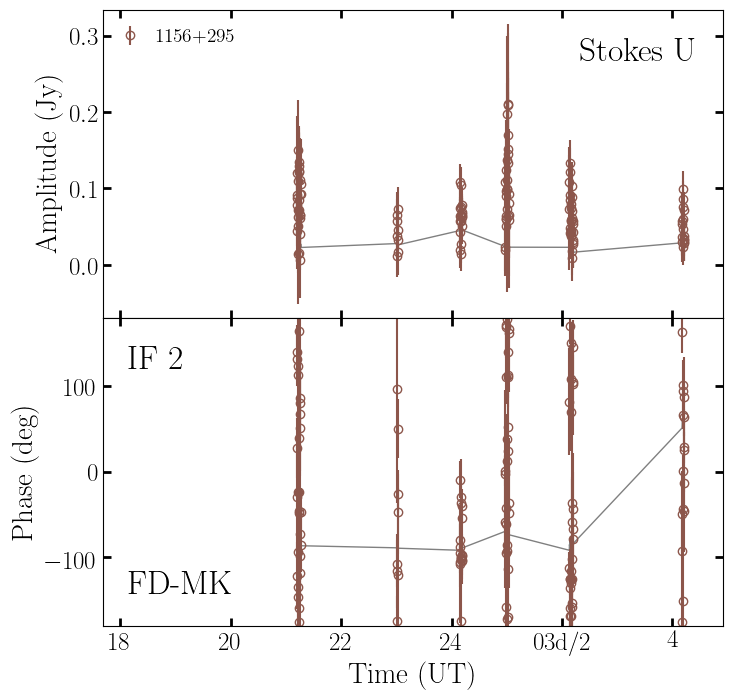 1156+295
Stokes U
0.3
0.2
0.1
0.0
Amplitude (Jy)
IF 2
100
0
−100
Phase (deg)
FD-MK
18 20 22 24 03d/2 4
Time (UT)